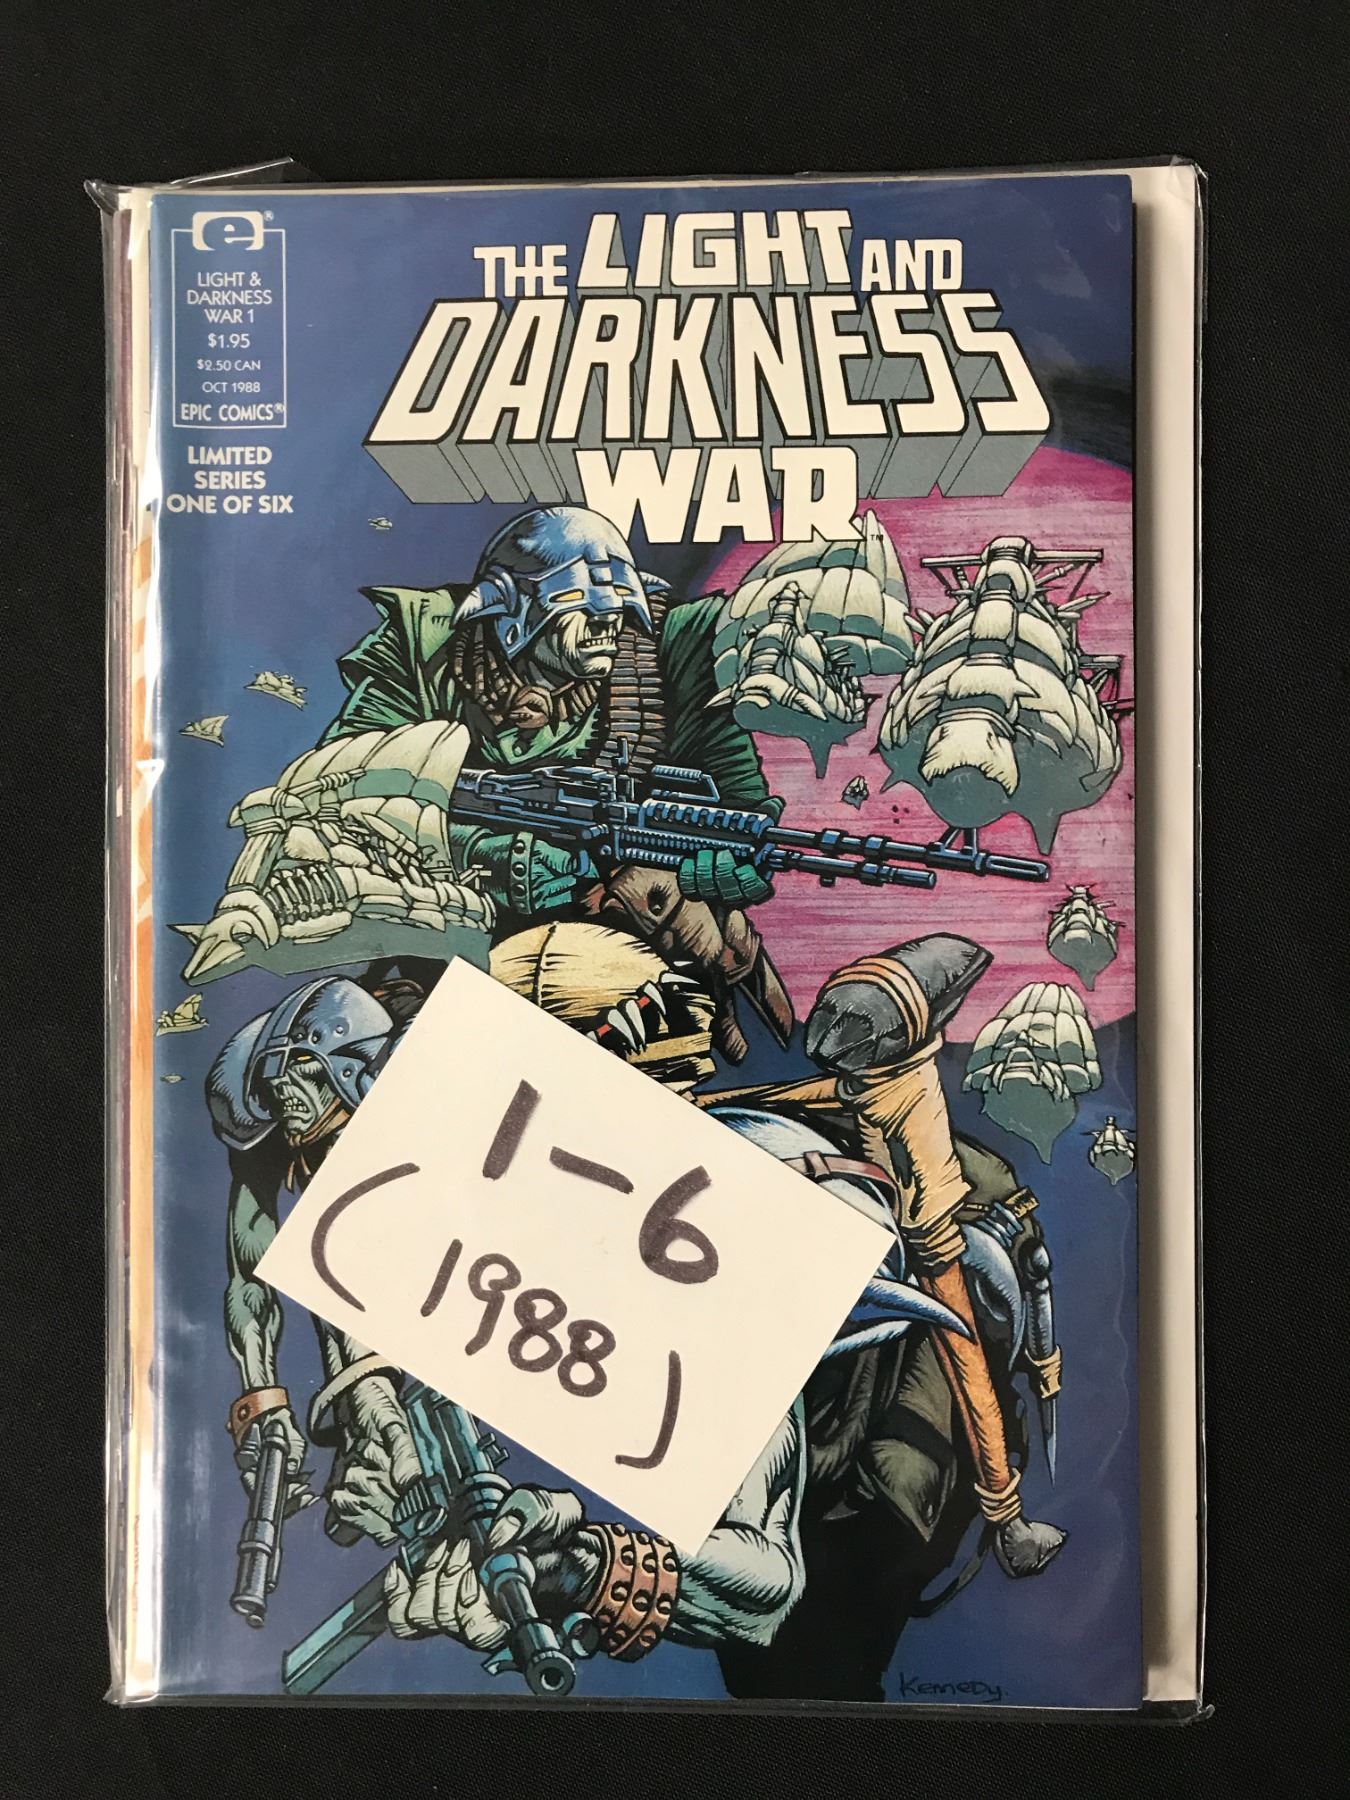 e®
LIGHT &
DARKNESS
WAR 1
$1.95
$2.50 CAN
OCT 1988
EPIC COMICS®
LIMITED
SERIES
ONE OF SIX
THE LIGHT AND
DARKNESS
WAR™
1-6
(1988)
Kennedy.